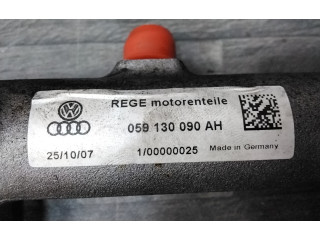 REGE motorenteile
059 130 090 AH
25/10/07
1/00000025
Made in Germany